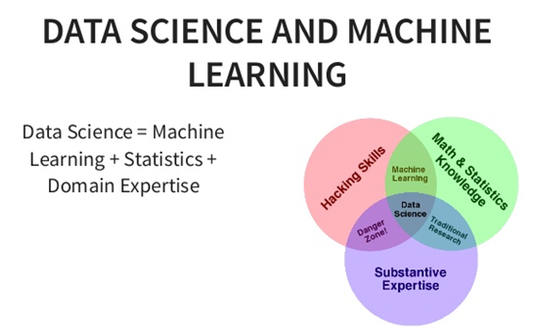 DATA SCIENCE AND MACHINE
LEARNING
Data Science = Machine
Learning + Statistics +
Domain Expertise
Hacking Skills
Math & Statistics
Knowledge
Machine
Learning
Data
Science
Danger
Zone!
Traditional
Research
Substantive
Expertise